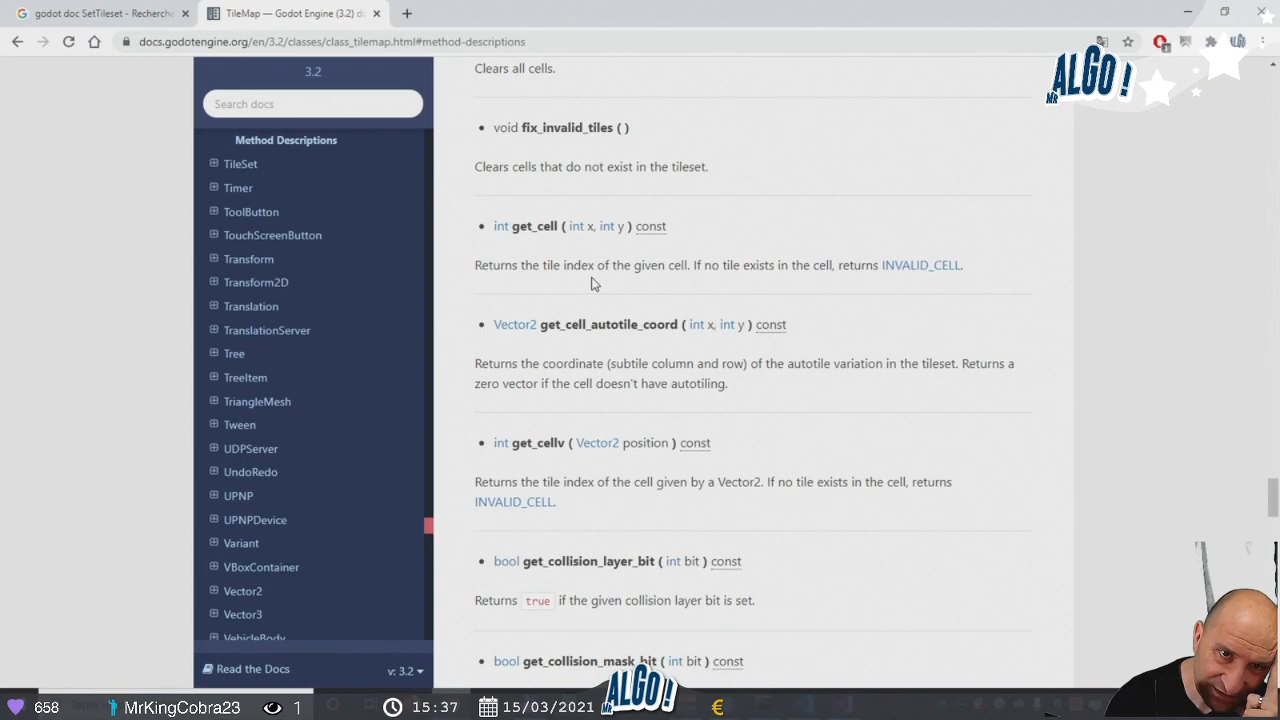 godot doc SetTileset - Recherche
TileMap — Godot Engine (3.2) d
docs.godotengine.org/en/3.2/classes/class_tilemap.html#method-descriptions
3.2
Search docs
Method Descriptions
TileSet
Timer
ToolButton
TouchScreenButton
Transform
Transform2D
Translation
TranslationServer
Tree
TreeItem
TriangleMesh
Tween
UDPServer
UndoRedo
UPNP
UPNPDevice
Variant
VBoxContainer
Vector2
Vector3
VehicleBody
Read the Docs
v: 3.2
Clears all cells.
void fix_invalid_tiles ( )
Clears cells that do not exist in the tileset.
int get_cell ( int x, int y ) const
Returns the tile index of the given cell. If no tile exists in the cell, returns INVALID_CELL.
Vector2 get_cell_autotile_coord ( int x, int y ) const
Returns the coordinate (subtile column and row) of the autotile variation in the tileset. Returns a
zero vector if the cell doesn't have autotiling.
int get_cellv ( Vector2 position ) const
Returns the tile index of the cell given by a Vector2. If no tile exists in the cell, returns
INVALID_CELL.
bool get_collision_layer_bit ( int bit ) const
Returns true if the given collision layer bit is set.
bool get_collision_mask_bit ( int bit ) const
MR ALGO !
658
MrKingCobra23
1
15:37
15/03/2021
MR ALGO !
€